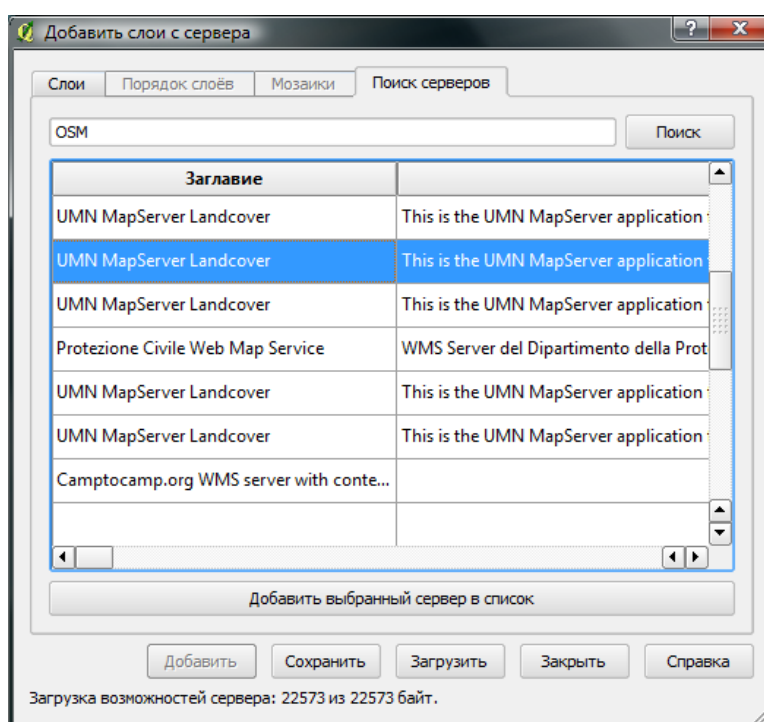 Добавить слои с сервера
Слои Порядок слоёв Мозаики Поиск серверов
OSM Поиск
Заглавие
UMN MapServer Landcover This is the UMN MapServer application
UMN MapServer Landcover This is the UMN MapServer application
UMN MapServer Landcover This is the UMN MapServer application
Protezione Civile Web Map Service WMS Server del Dipartimento della Prot
UMN MapServer Landcover This is the UMN MapServer application
UMN MapServer Landcover This is the UMN MapServer application
Camptocamp.org WMS server with conte...
Добавить выбранный сервер в список
Добавить Сохранить Загрузить Закрыть Справка
Загрузка возможностей сервера: 22573 из 22573 байт.